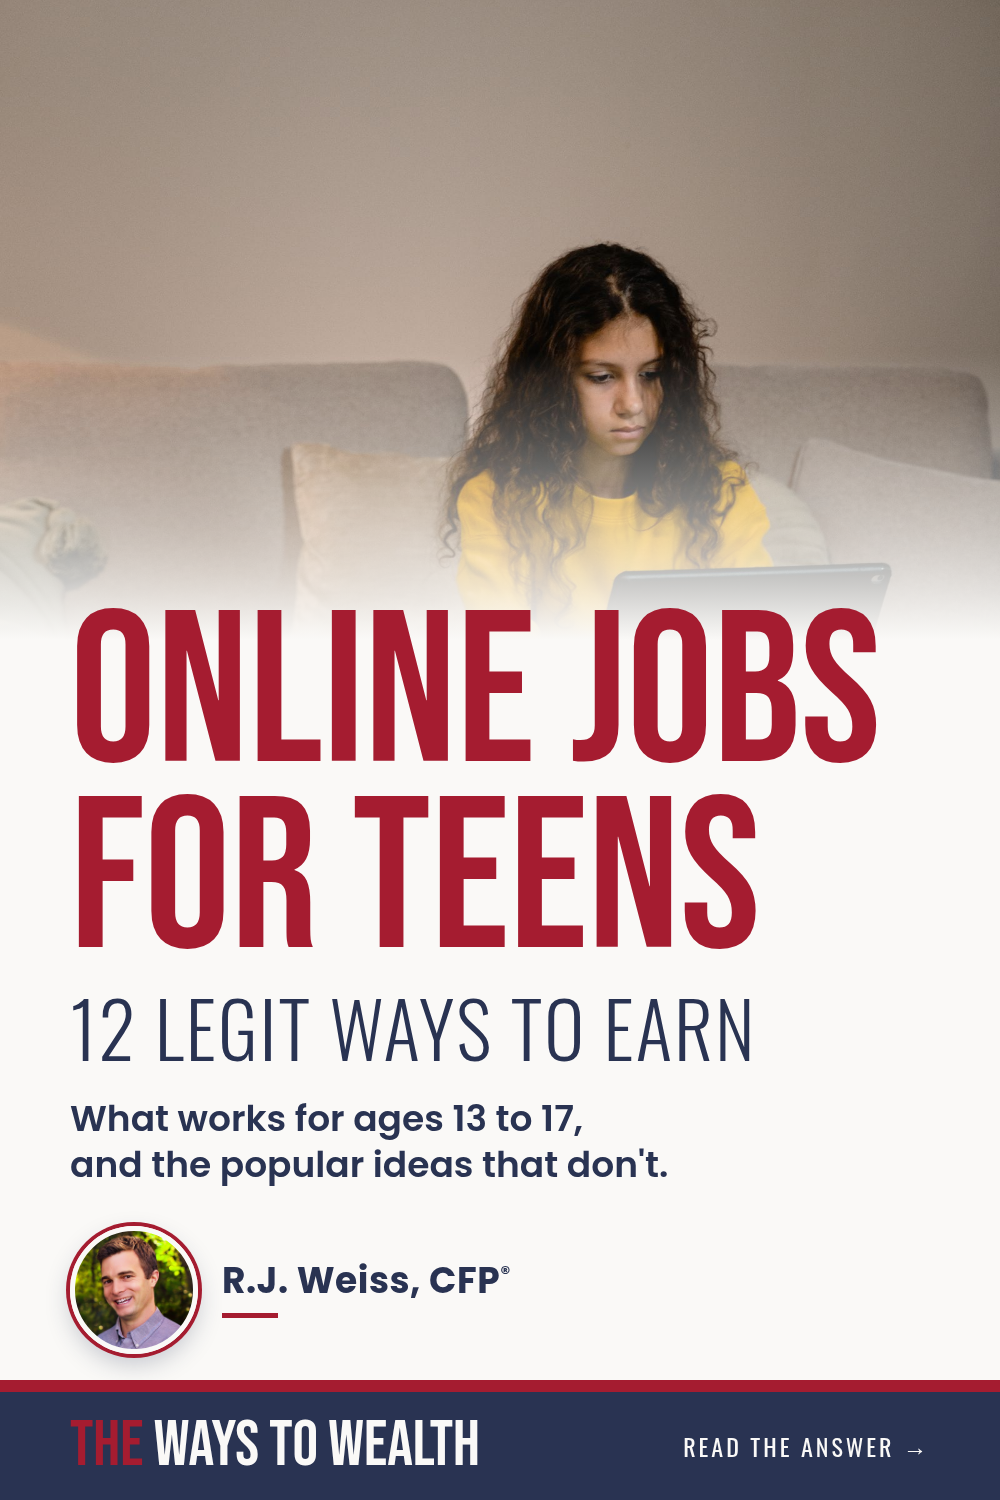 ONLINE JOBS
FOR TEENS
12 LEGIT WAYS TO EARN
What works for ages 13 to 17,
and the popular ideas that don't.
R.J. Weiss, CFP®
THE WAYS TO WEALTH
READ THE ANSWER →